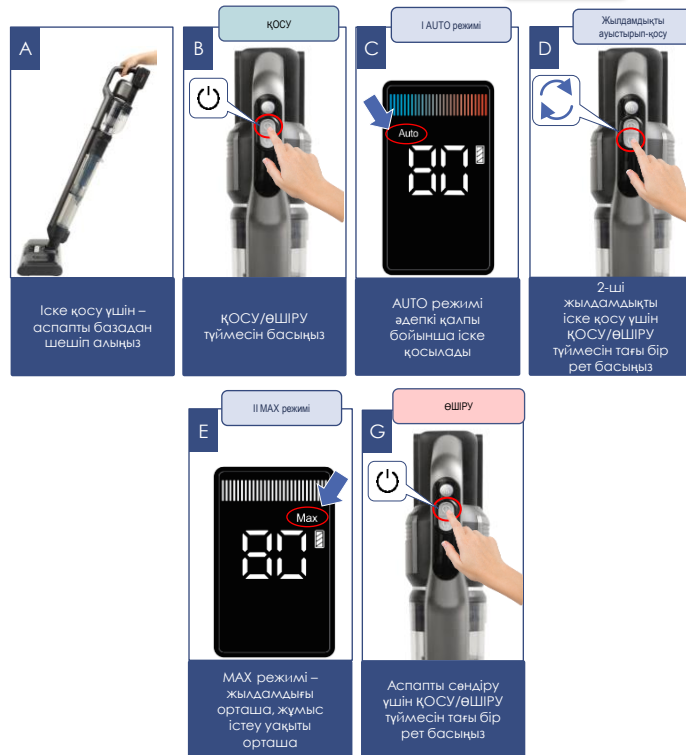 A
Іске қосу үшін –
аспапты базадан
шешіп алыңыз
ҚОСУ
B
ҚОСУ/ӨШІРУ
түймесін басыңыз
I AUTO режимі
C
Auto
80
AUTO режимі
әдепкі қалпы
бойынша іске
қосылады
Жылдамдықты
ауыстырып-қосу
D
2-ші
жылдамдықты
іске қосу үшін
ҚОСУ/ӨШІРУ
түймесін тағы бір
рет басыңыз
II MAX режимі
E
Max
80
MAX режимі –
жылдамдығы
орташа, жұмыс
істеу уақыты
орташа
ӨШІРУ
G
Аспапты сөндіру
үшін ҚОСУ/ӨШІРУ
түймесін тағы бір
рет басыңыз